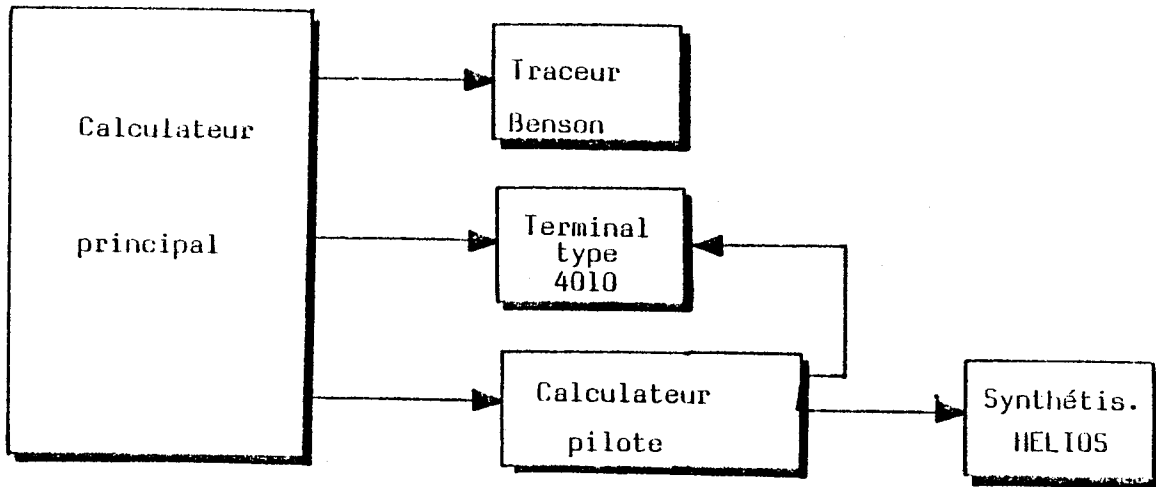 Calculateur
principal
Traceur
Benson
Terminal
type
4010
Calculateur
pilote
Synthétis.
HELIOS